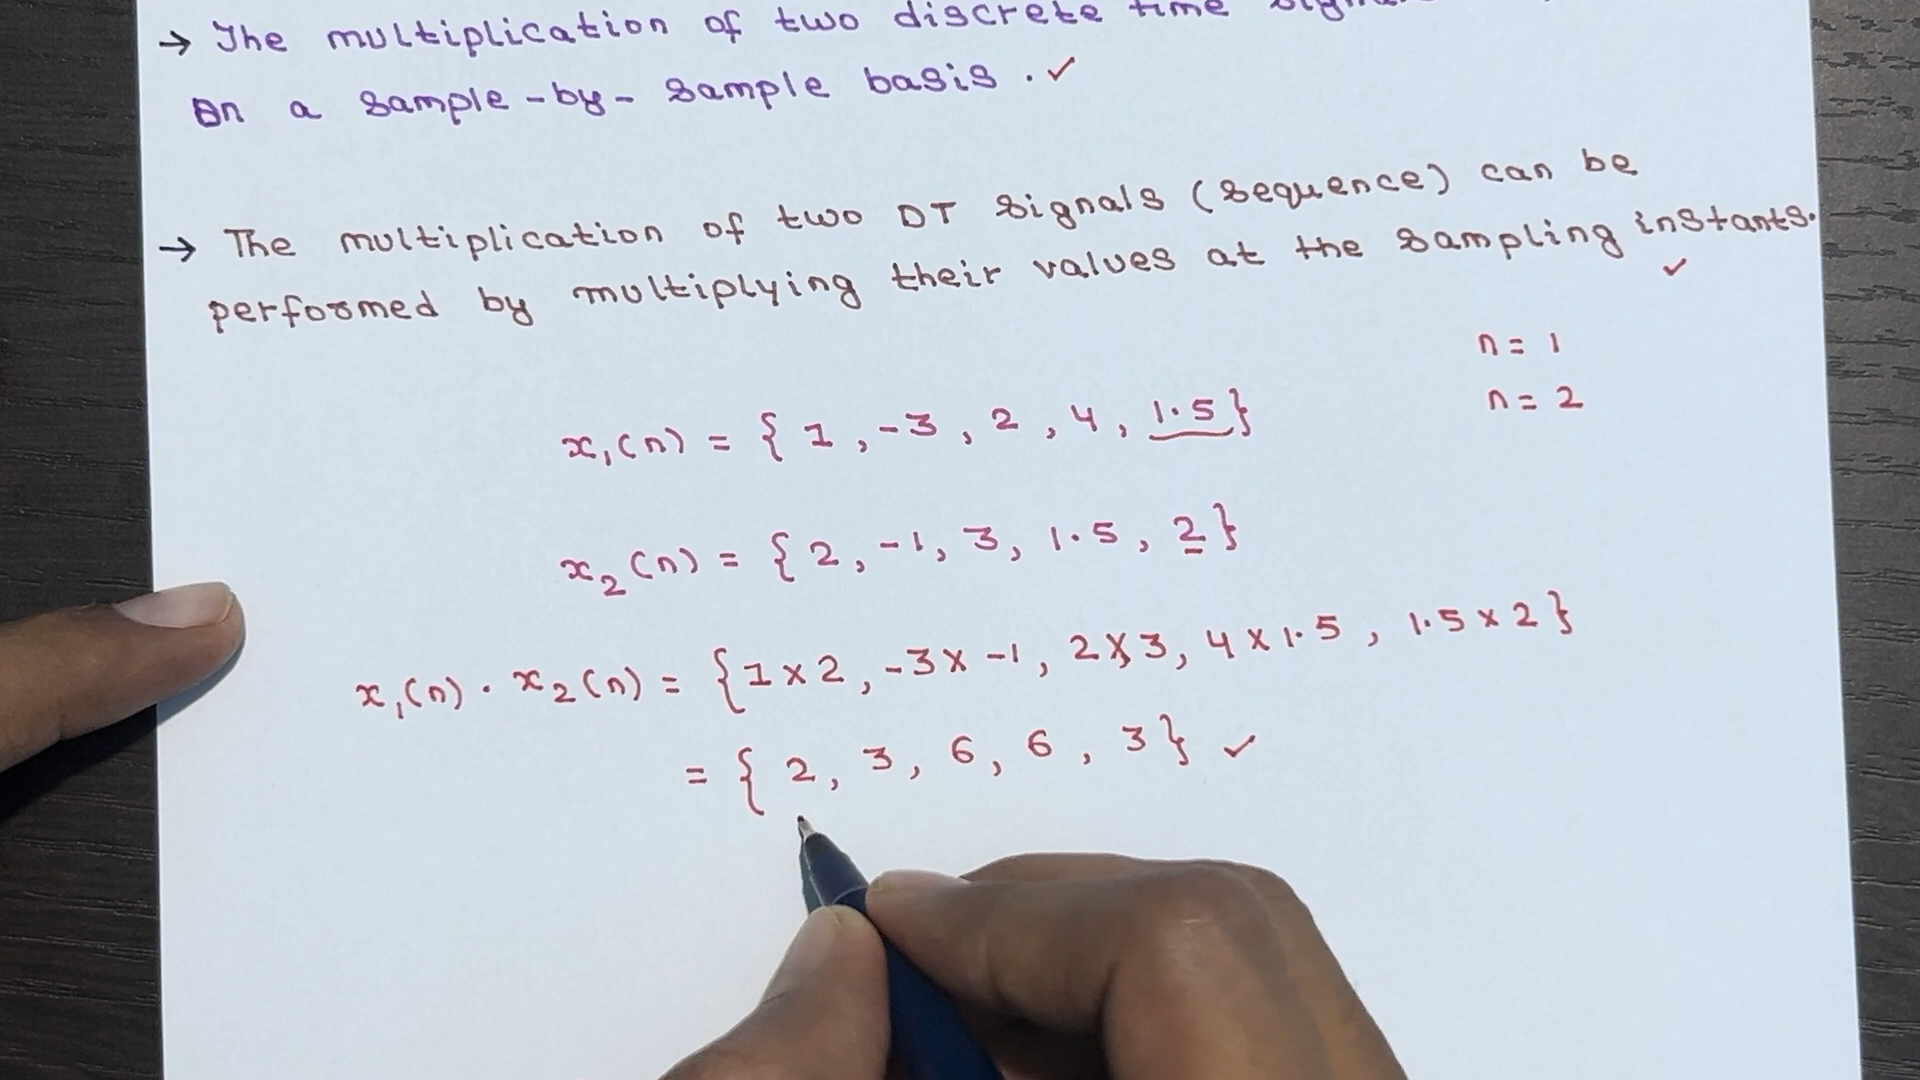 → The multiplication of two discrete time
on a sample-by-sample basis. ✓
→ The multiplication of two DT signals (sequence) can be
performed by multiplying their values at the sampling instants. ✓
n = 1
n = 2
x₁(n) = { 1, -3, 2, 4, 1.5}
x₂(n) = { 2, -1, 3, 1.5, 2}
x₁(n) . x₂(n) = {1 x 2, -3 x -1, 2 x 3, 4 x 1.5, 1.5 x 2}
= { 2, 3, 6, 6, 3} ✓